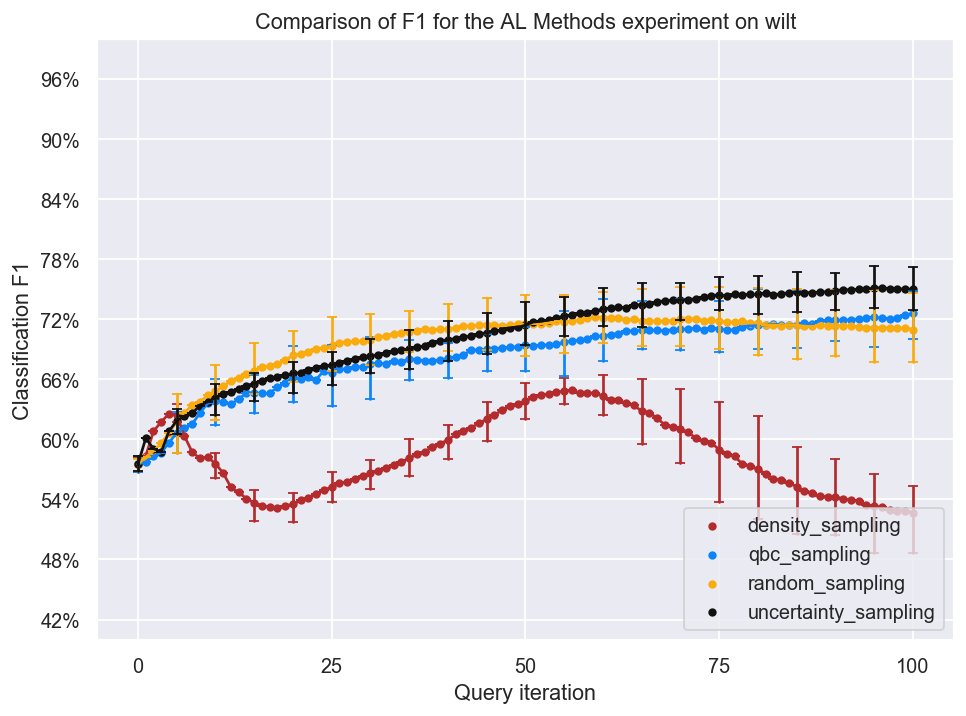 Comparison of F1 for the AL Methods experiment on wilt
96%
90%
84%
78%
72%
66%
60%
54%
48%
42%
Classification F1
0 25 50 75 100
Query iteration
density_sampling
qbc_sampling
random_sampling
uncertainty_sampling